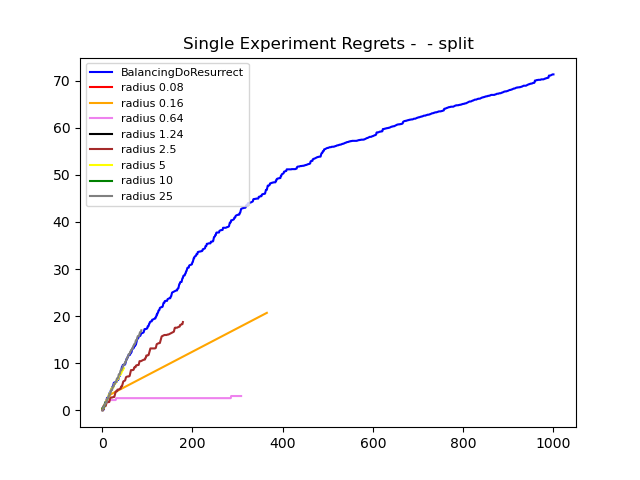 Single Experiment Regrets -  - split
BalancingDoResurrect
radius 0.08
radius 0.16
radius 0.64
radius 1.24
radius 2.5
radius 5
radius 10
radius 25
70
60
50
40
30
20
10
0
0 200 400 600 800 1000